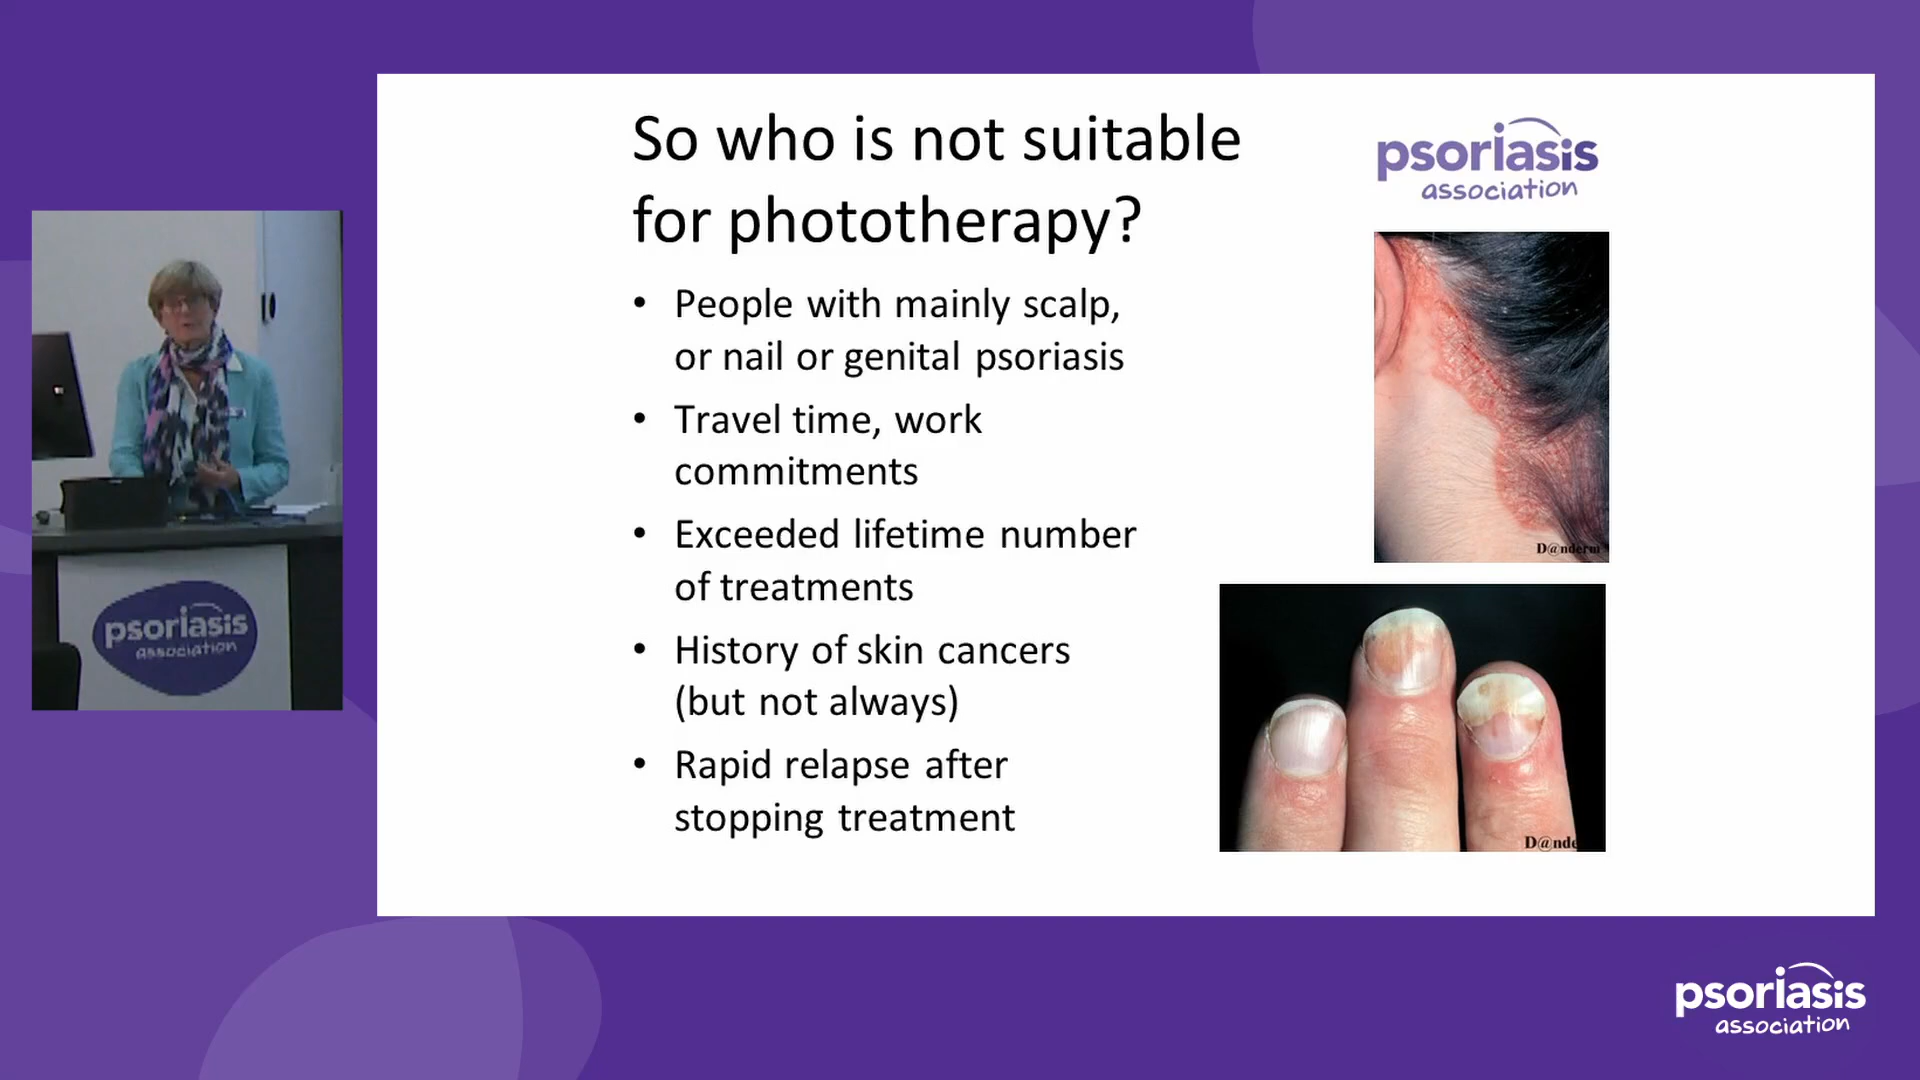 So who is not suitable
for phototherapy?
• People with mainly scalp,
or nail or genital psoriasis
• Travel time, work
commitments
• Exceeded lifetime number
of treatments
• History of skin cancers
(but not always)
• Rapid relapse after
stopping treatment
psoriasis
association
D@nderm
D@nde
psoriasis
association
psoriasis
association